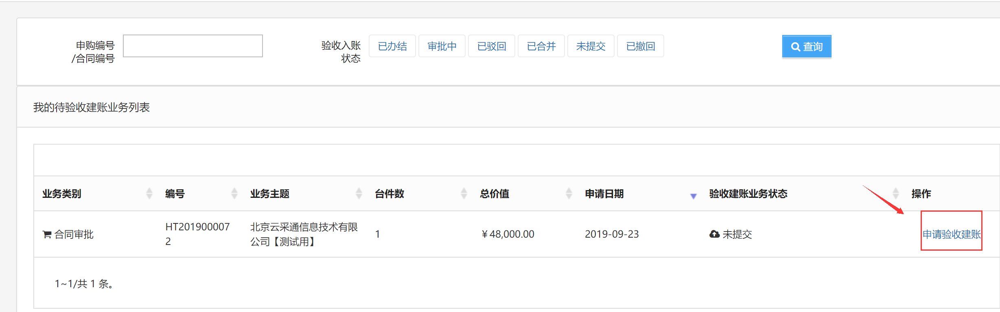 申购编号
/合同编号
验收入账
状态
已办结 审批中 已驳回 已合并 未提交 已撤回
查询
我的待验收建账业务列表
业务类别 编号 业务主题 台件数 总价值 申请日期 验收建账业务状态 操作
合同审批 HT201900007
2 北京云采通信息技术有限
公司【测试用】 1 ￥48,000.00 2019-09-23 未提交 申请验收建账
1~1/共 1 条。